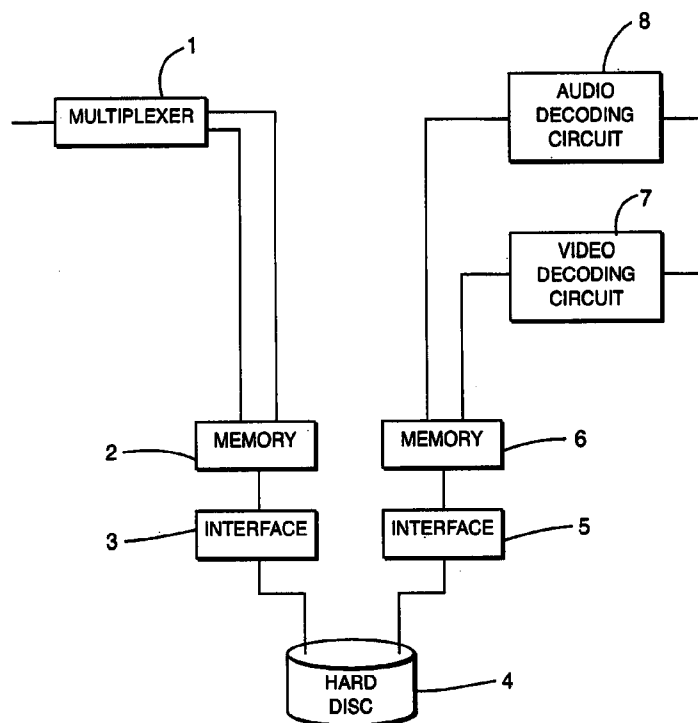 1
MULTIPLEXER
8
AUDIO
DECODING
CIRCUIT
7
VIDEO
DECODING
CIRCUIT
2
MEMORY
MEMORY
6
3
INTERFACE
INTERFACE
5
HARD
DISC
4